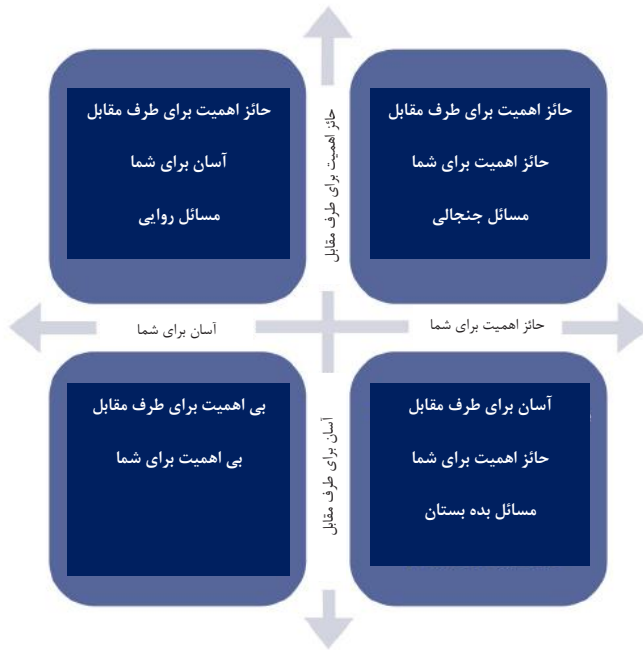 حائز اهمیت برای طرف مقابل
حائز اهمیت برای شما
مسائل جنجالی
حائز اهمیت برای طرف مقابل
حائز اهمیت برای طرف مقابل
آسان برای شما
مسائل روایی
حائز اهمیت برای شما
آسان برای شما
آسان برای طرف مقابل
حائز اهمیت برای شما
مسائل بده بستان
آسان برای طرف مقابل
بی اهمیت برای طرف مقابل
بی اهمیت برای شما